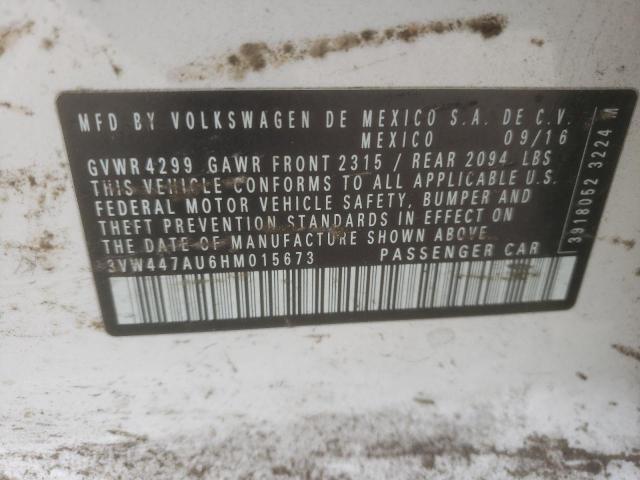 MFD BY VOLKSWAGEN DE MEXICO S.A. DE C.V.
MEXICO 09/16
GVWR 4299 GAWR FRONT 2315 / REAR 2094 LBS
THIS VEHICLE CONFORMS TO ALL APPLICABLE U.S.
FEDERAL MOTOR VEHICLE SAFETY, BUMPER AND
THEFT PREVENTION STANDARDS IN EFFECT ON
THE DATE OF MANUFACTURE SHOWN ABOVE.
3VW447AU6HM015673 PASSENGER CAR
3918052 3224 M